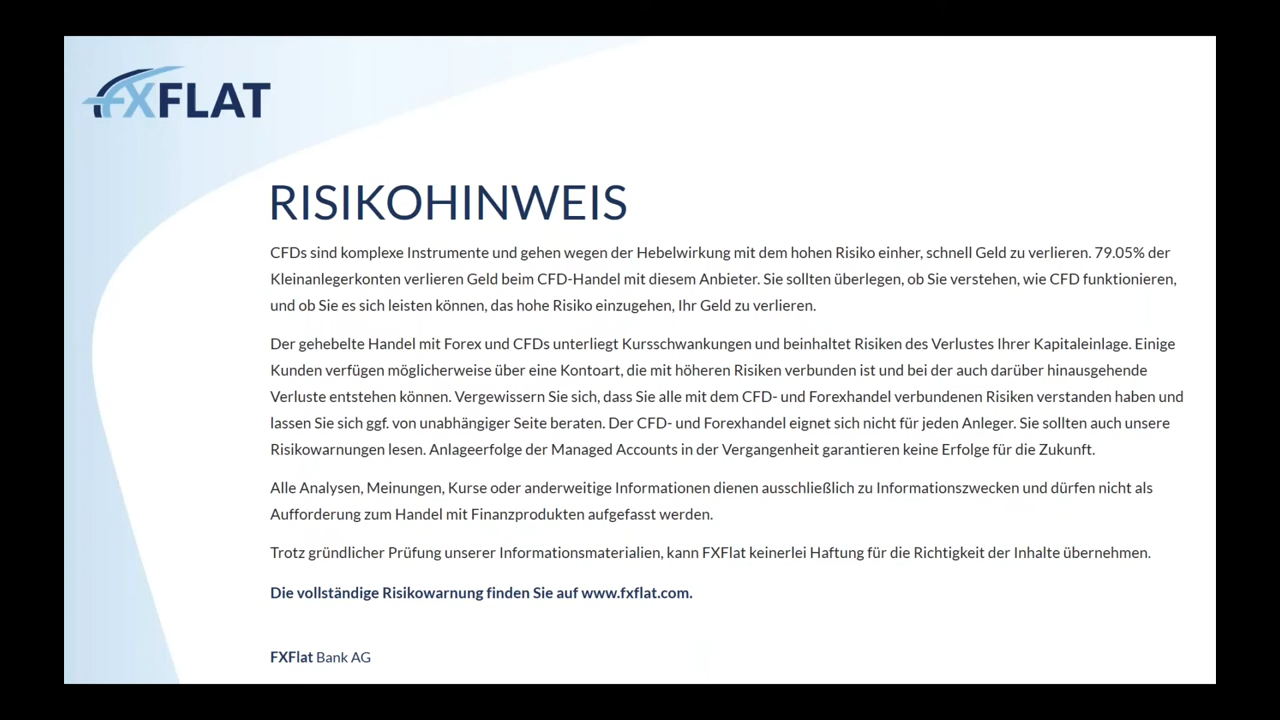 FXFLAT
RISIKOHINWEIS
CFDs sind komplexe Instrumente und gehen wegen der Hebelwirkung mit dem hohen Risiko einher, schnell Geld zu verlieren. 79.05% der
Kleinanlegerkonten verlieren Geld beim CFD-Handel mit diesem Anbieter. Sie sollten überlegen, ob Sie verstehen, wie CFD funktionieren,
und ob Sie es sich leisten können, das hohe Risiko einzugehen, Ihr Geld zu verlieren.
Der gehebelte Handel mit Forex und CFDs unterliegt Kursschwankungen und beinhaltet Risiken des Verlustes Ihrer Kapitaleinlage. Einige
Kunden verfügen möglicherweise über eine Kontoart, die mit höheren Risiken verbunden ist und bei der auch darüber hinausgehende
Verluste entstehen können. Vergewissern Sie sich, dass Sie alle mit dem CFD- und Forexhandel verbundenen Risiken verstanden haben und
lassen Sie sich ggf. von unabhängiger Seite beraten. Der CFD- und Forexhandel eignet sich nicht für jeden Anleger. Sie sollten auch unsere
Risikowarnungen lesen. Anlageerfolge der Managed Accounts in der Vergangenheit garantieren keine Erfolge für die Zukunft.
Alle Analysen, Meinungen, Kurse oder anderweitige Informationen dienen ausschließlich zu Informationszwecken und dürfen nicht als
Aufforderung zum Handel mit Finanzprodukten aufgefasst werden.
Trotz gründlicher Prüfung unserer Informationsmaterialien, kann FXFlat keinerlei Haftung für die Richtigkeit der Inhalte übernehmen.
Die vollständige Risikowarnung finden Sie auf www.fxflat.com.
FXFlat Bank AG